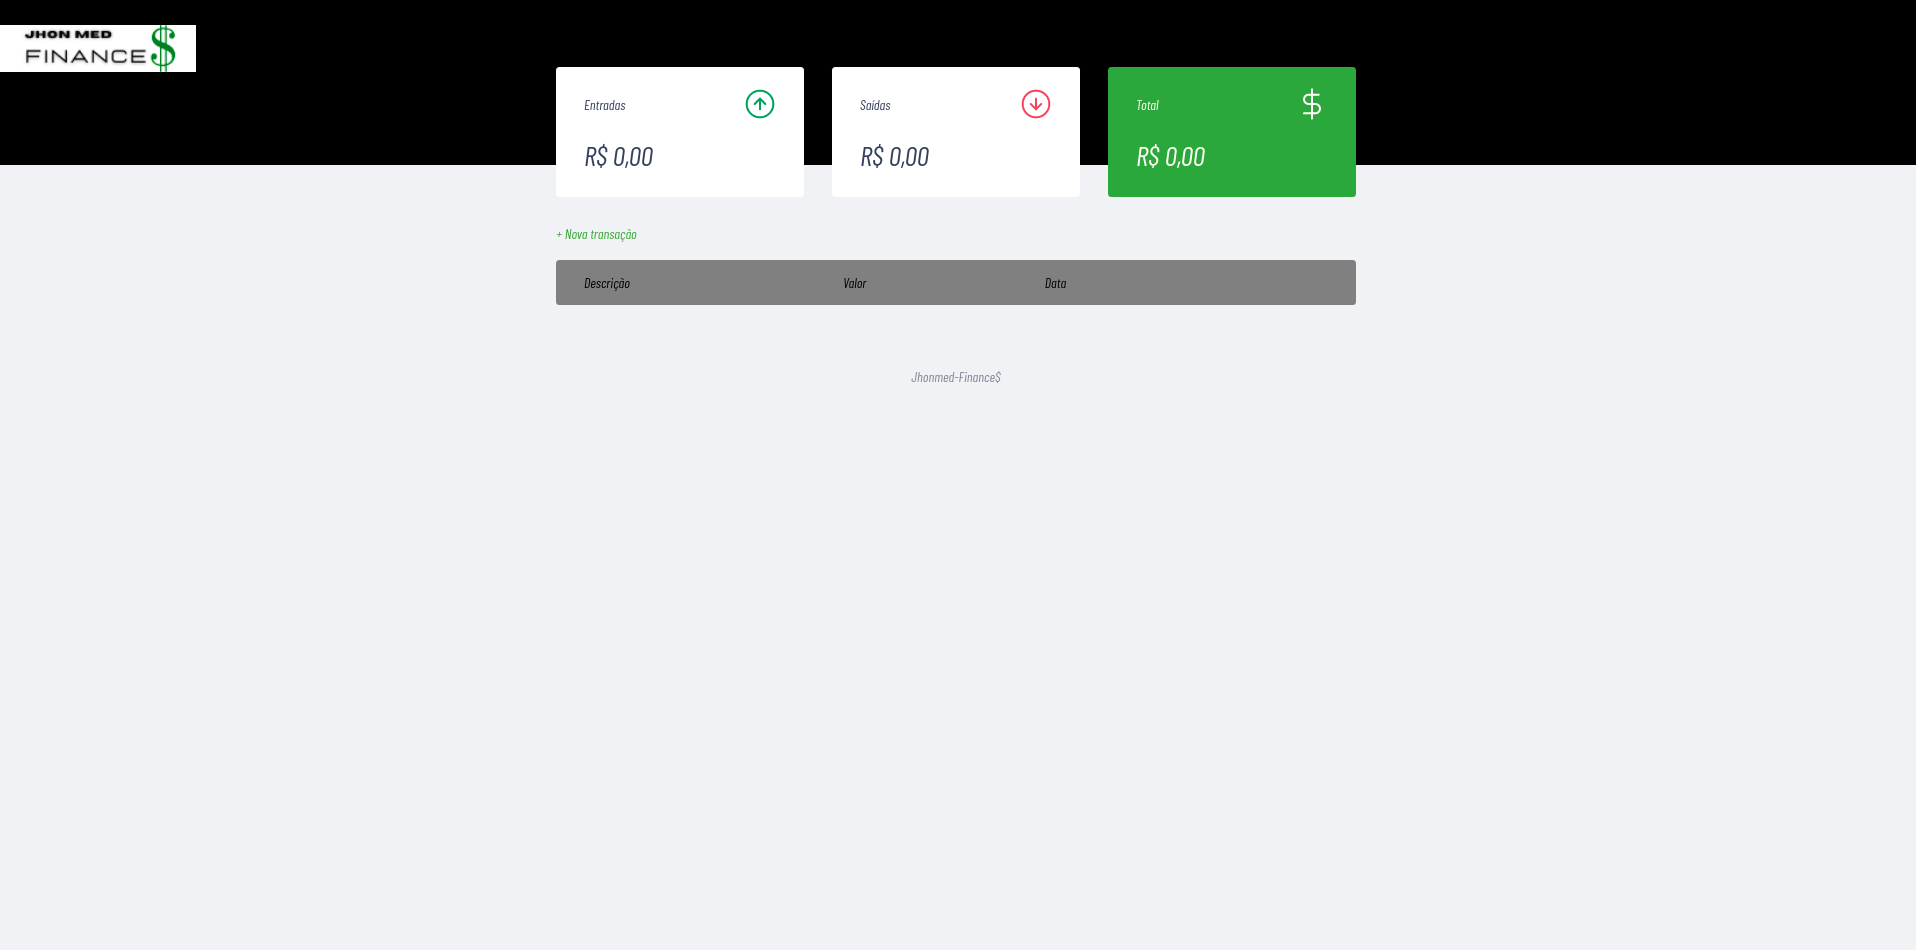 JHON MED
FINANCE$
Entradas
Saídas
Total
R$ 0,00
R$ 0,00
R$ 0,00
+ Nova transação
Descrição Valor Data
Jhonmed-Finance$